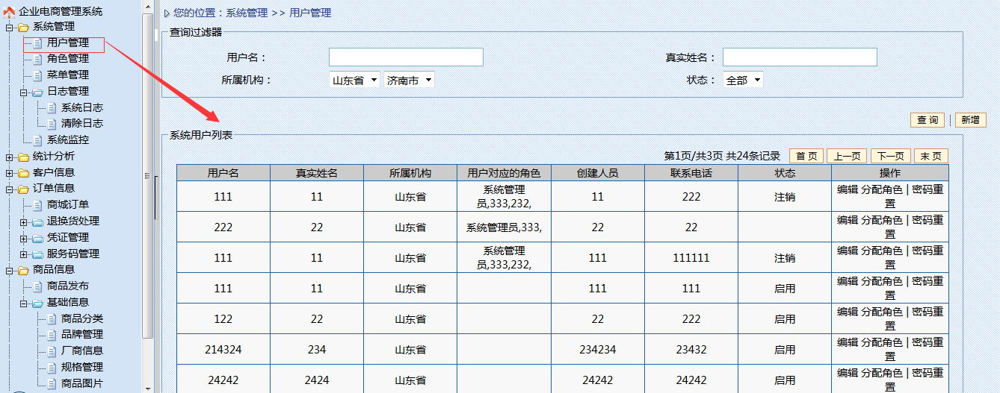 企业电商管理系统
系统管理
用户管理
角色管理
菜单管理
日志管理
系统日志
清除日志
系统监控
统计分析
客户信息
订单信息
商城订单
退换货处理
凭证管理
服务码管理
商品信息
商品发布
基础信息
商品分类
品牌管理
厂商信息
规格管理
商品图片
您的位置：系统管理 >> 用户管理
查询过滤器
用户名： 真实姓名：
所属机构： 山东省 济南市 状态： 全部
查 询 新增
系统用户列表
第1页/共3页 共24条记录 首 页 上一页 下一页 末 页
用户名 真实姓名 所属机构 用户对应的角色 创建人员 联系电话 状态 操作
111 11 山东省 系统管理员,333,232, 11 222 注销 编辑 分配角色 | 密码重置
222 22 山东省 系统管理员,333, 22 22 编辑 分配角色 | 密码重置
111 11 山东省 系统管理员,333,232, 111 111111 注销 编辑 分配角色 | 密码重置
111 11 山东省 111 111 启用 编辑 分配角色 | 密码重置
122 22 山东省 22 222 启用 编辑 分配角色 | 密码重置
214324 234 山东省 234234 23432 启用 编辑 分配角色 | 密码重置
24242 2424 山东省 24242 24242 启用 编辑 分配角色 | 密码重置